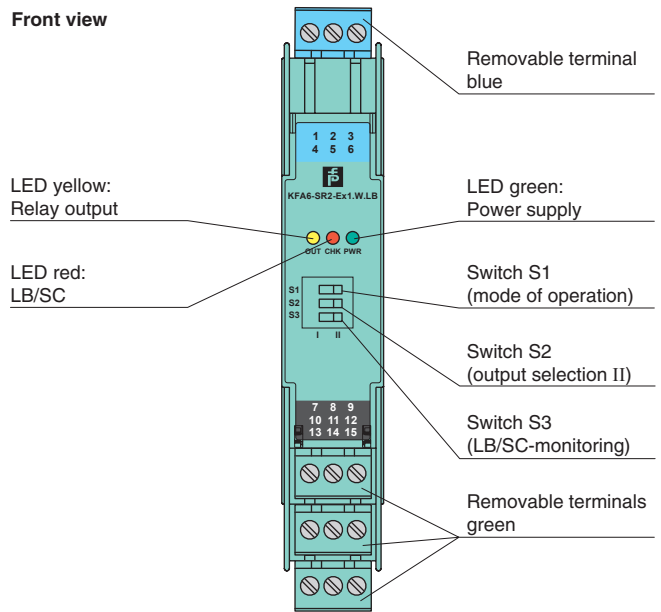 Front view
Removable terminal
blue
1 2 3
4 5 6
KFA6-SR2-Ex1.W.LB
LED yellow:
Relay output
LED green:
Power supply
OUT CHK PWR
LED red:
LB/SC
Switch S1
(mode of operation)
S1
S2
S3
I II
Switch S2
(output selection II)
7 8 9
10 11 12
13 14 15
Switch S3
(LB/SC-monitoring)
Removable terminals
green